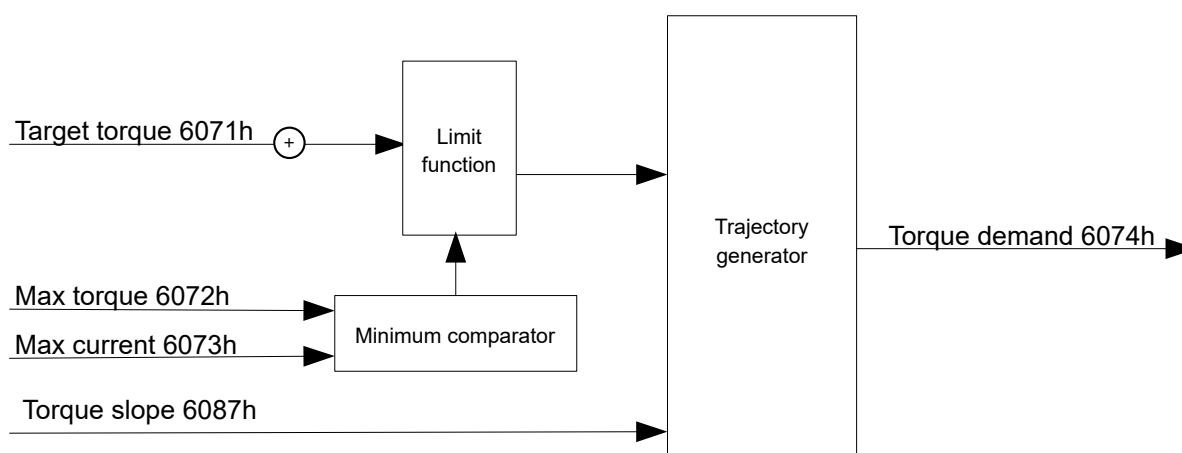 Target torque 6071h
+
Limit
function
Trajectory
generator
Torque demand 6074h
Max torque 6072h
Max current 6073h
Minimum comparator
Torque slope 6087h